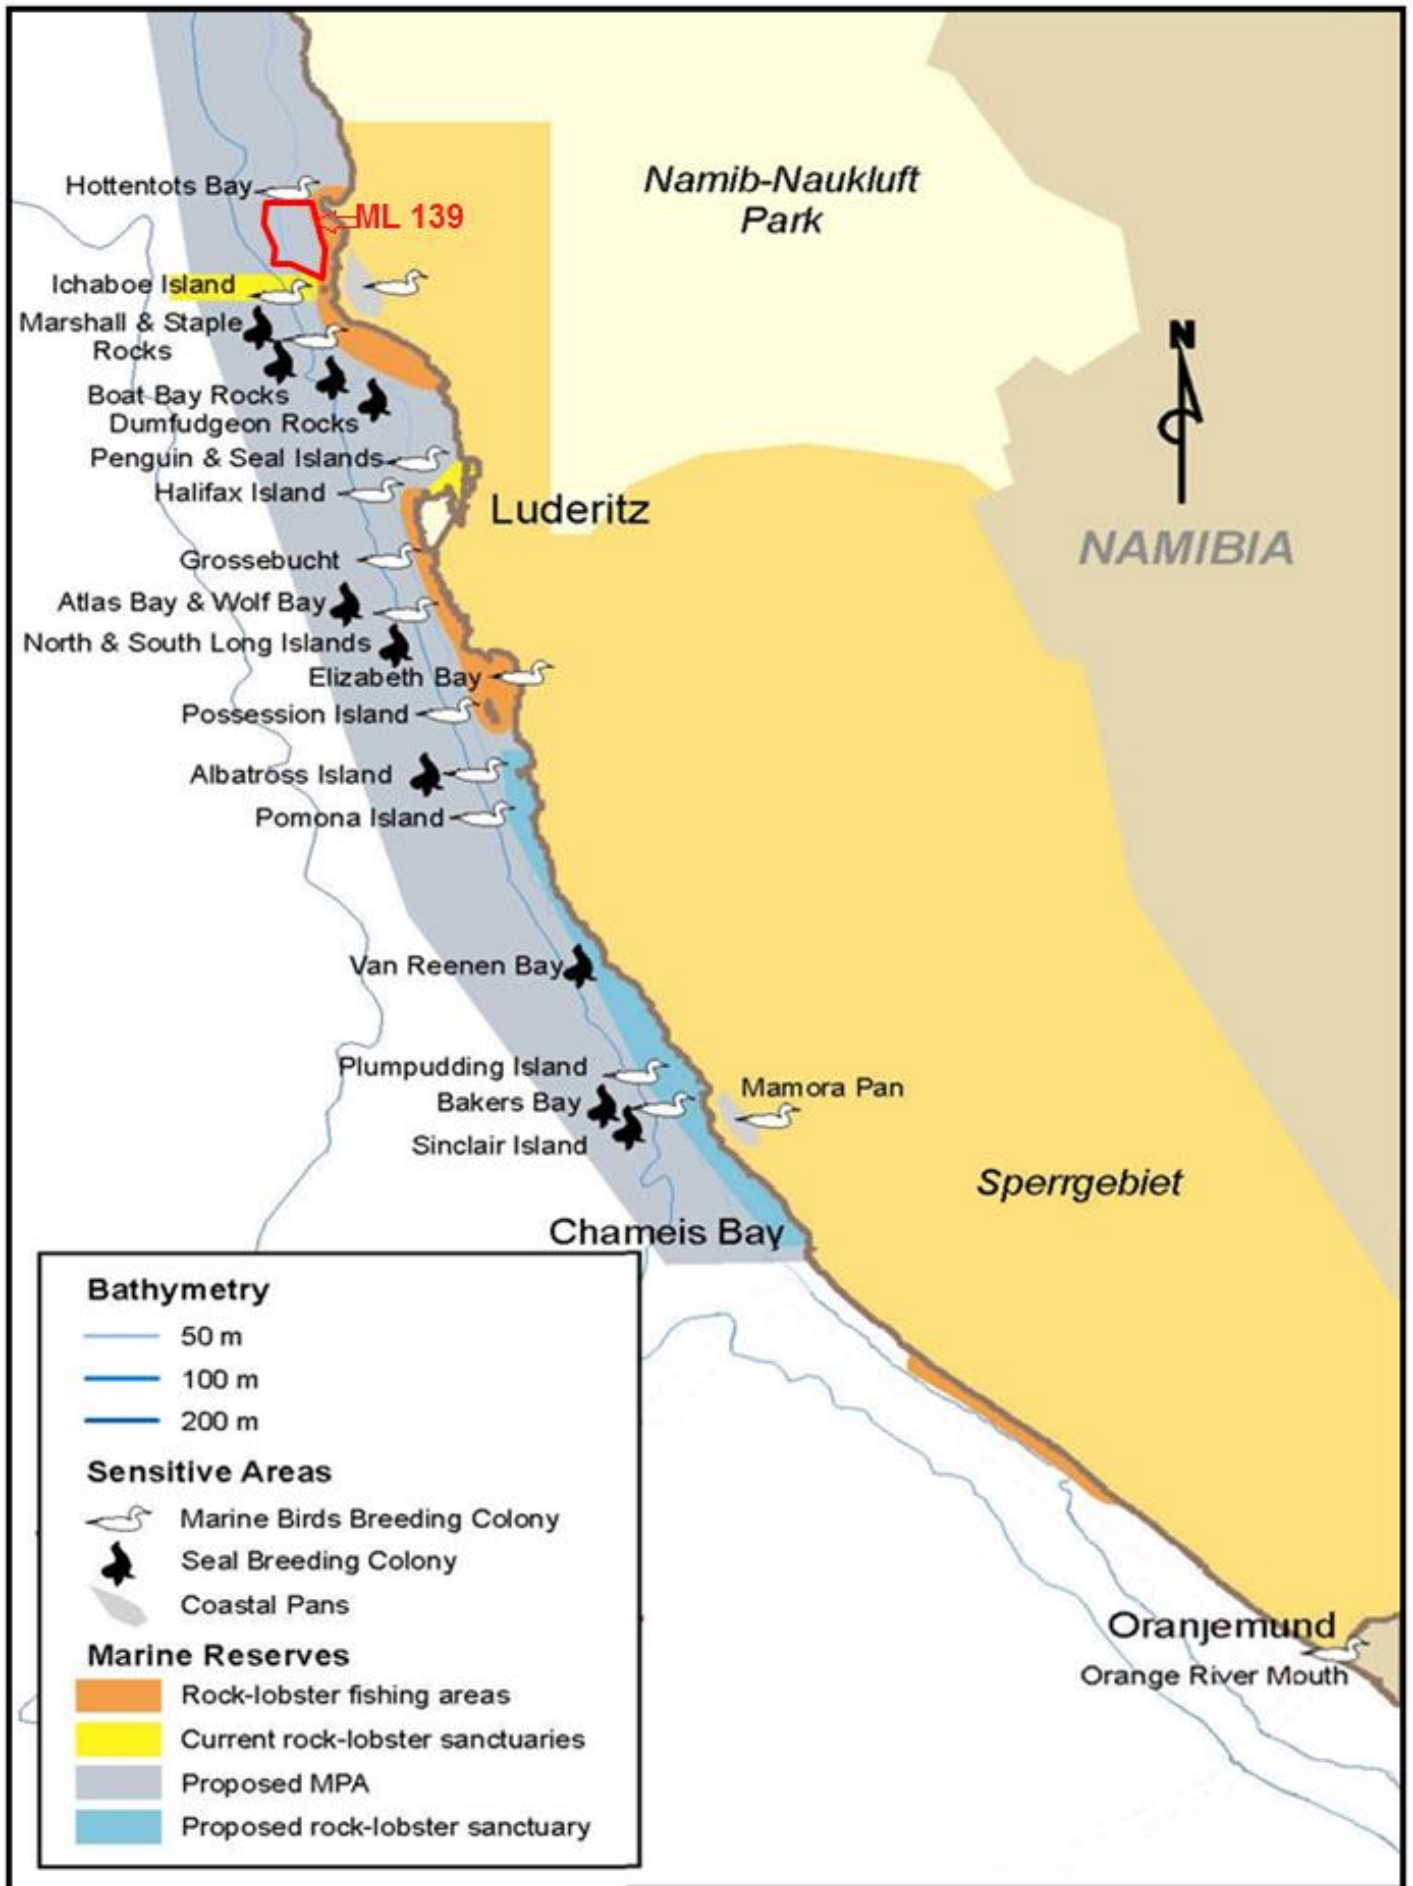 Hottentots Bay
ML 139
Namib-Naukluft
Park
Ichaboe Island
Marshall & Staple
Rocks
N
Boat Bay Rocks
Dumfudgeon Rocks
Penguin & Seal Islands
Halifax Island
Luderitz
NAMIBIA
Grossebucht
Atlas Bay & Wolf Bay
North & South Long Islands
Elizabeth Bay
Possession Island
Albatross Island
Pomona Island
Van Reenen Bay
Plumpudding Island
Mamora Pan
Bakers Bay
Sinclair Island
Sperrgebiet
Chameis Bay
Bathymetry
50 m
100 m
200 m
Sensitive Areas
Marine Birds Breeding Colony
Seal Breeding Colony
Coastal Pans
Marine Reserves
Rock-lobster fishing areas
Current rock-lobster sanctuaries
Proposed MPA
Proposed rock-lobster sanctuary
Oranjemund
Orange River Mouth